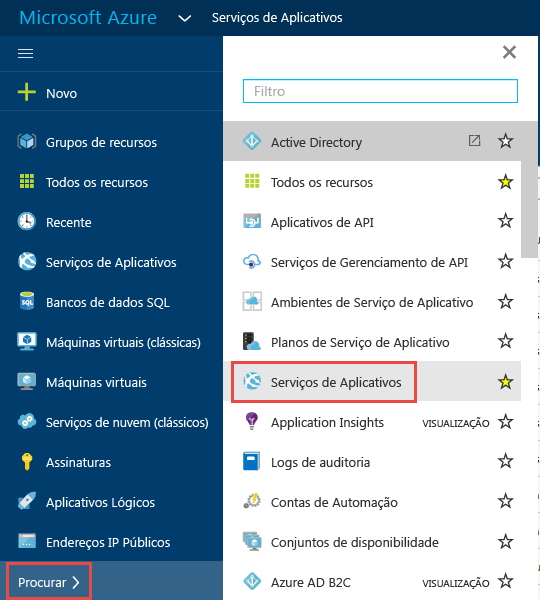 Microsoft Azure
Serviços de Aplicativos
Novo
Grupos de recursos
Todos os recursos
Recente
Serviços de Aplicativos
Bancos de dados SQL
Máquinas virtuais (clássicas)
Máquinas virtuais
Serviços de nuvem (clássicos)
Assinaturas
Aplicativos Lógicos
Endereços IP Públicos
Procurar
Filtro
Active Directory
Todos os recursos
Aplicativos de API
Serviços de Gerenciamento de API
Ambientes de Serviço de Aplicativo
Planos de Serviço de Aplicativo
Serviços de Aplicativos
Application Insights VISUALIZAÇÃO
Logs de auditoria
Contas de Automação
Conjuntos de disponibilidade
Azure AD B2C VISUALIZAÇÃO